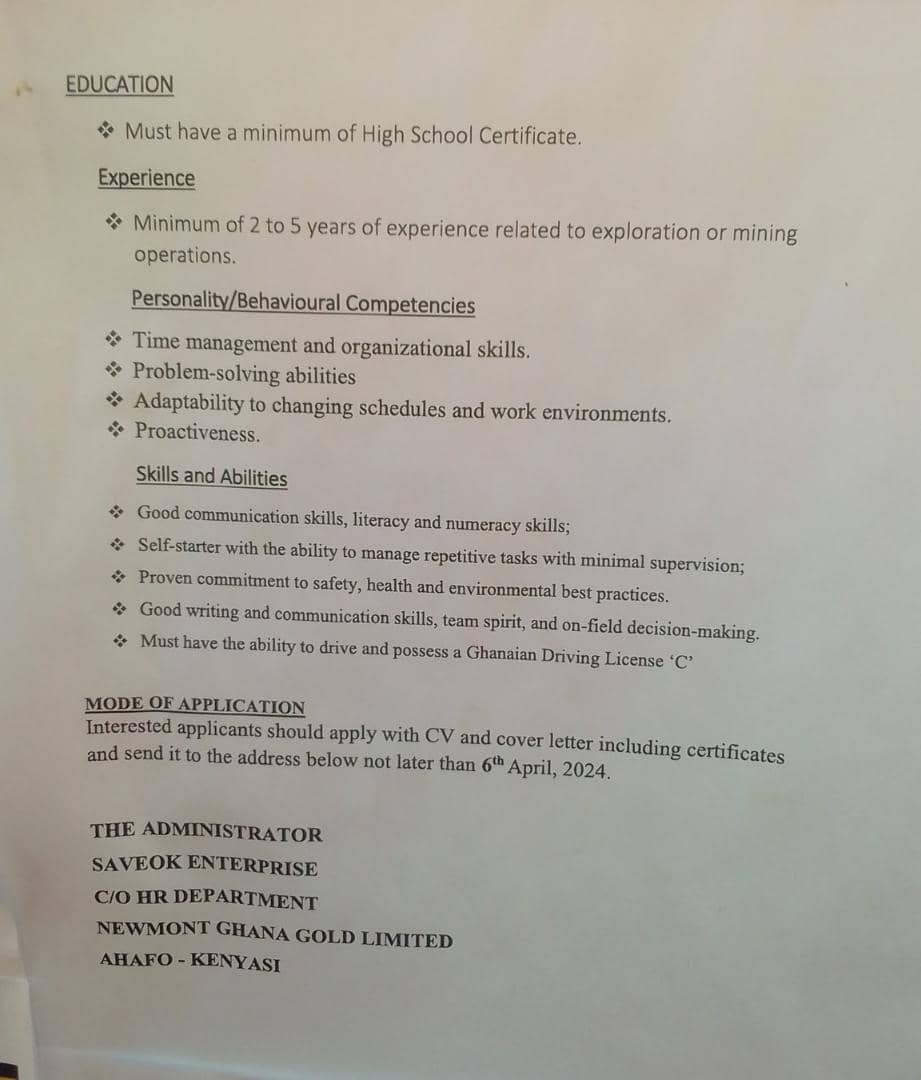 EDUCATION
❖ Must have a minimum of High School Certificate.
Experience
❖ Minimum of 2 to 5 years of experience related to exploration or mining
operations.
Personality/Behavioural Competencies
❖ Time management and organizational skills.
❖ Problem-solving abilities
❖ Adaptability to changing schedules and work environments.
❖ Proactiveness.
Skills and Abilities
❖ Good communication skills, literacy and numeracy skills;
❖ Self-starter with the ability to manage repetitive tasks with minimal supervision;
❖ Proven commitment to safety, health and environmental best practices.
❖ Good writing and communication skills, team spirit, and on-field decision-making.
❖ Must have the ability to drive and possess a Ghanaian Driving License ‘C’
MODE OF APPLICATION
Interested applicants should apply with CV and cover letter including certificates
and send it to the address below not later than 6th April, 2024.
THE ADMINISTRATOR
SAVEOK ENTERPRISE
C/O HR DEPARTMENT
NEWMONT GHANA GOLD LIMITED
AHAFO - KENYASI